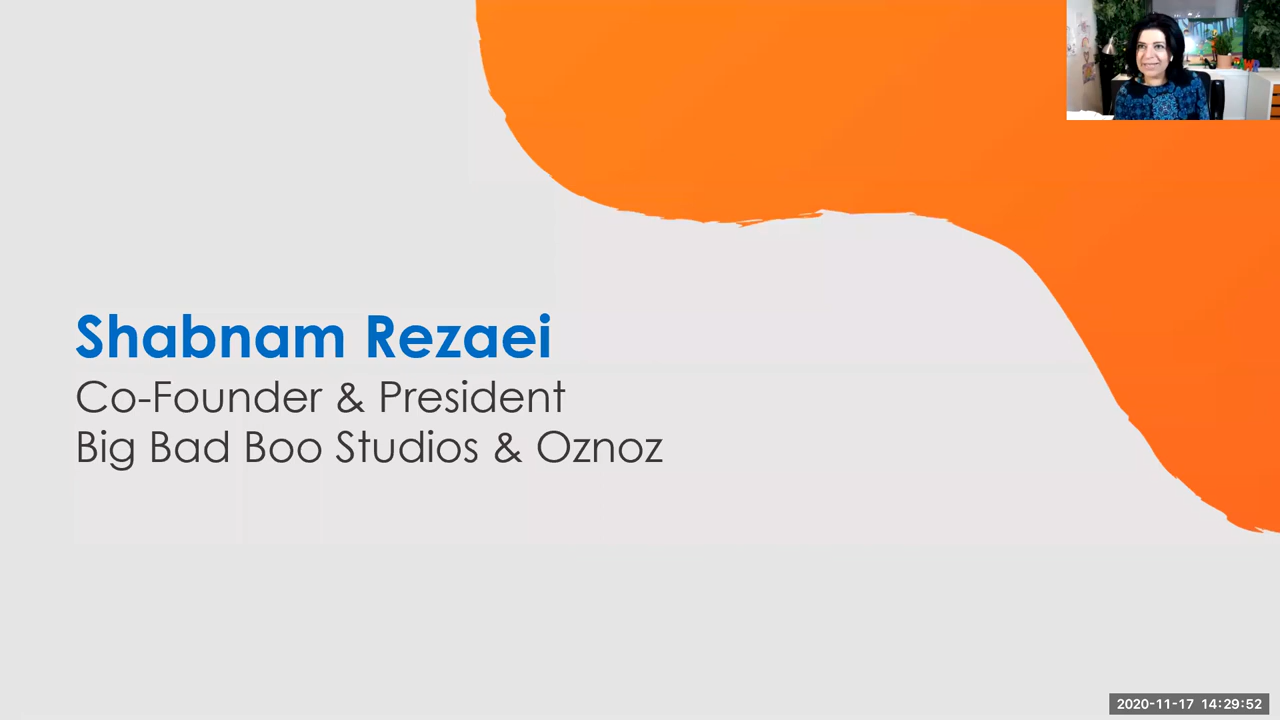 Shabnam Rezaei
Co-Founder & President
Big Bad Boo Studios & Oznoz
2020-11-17 14:29:52